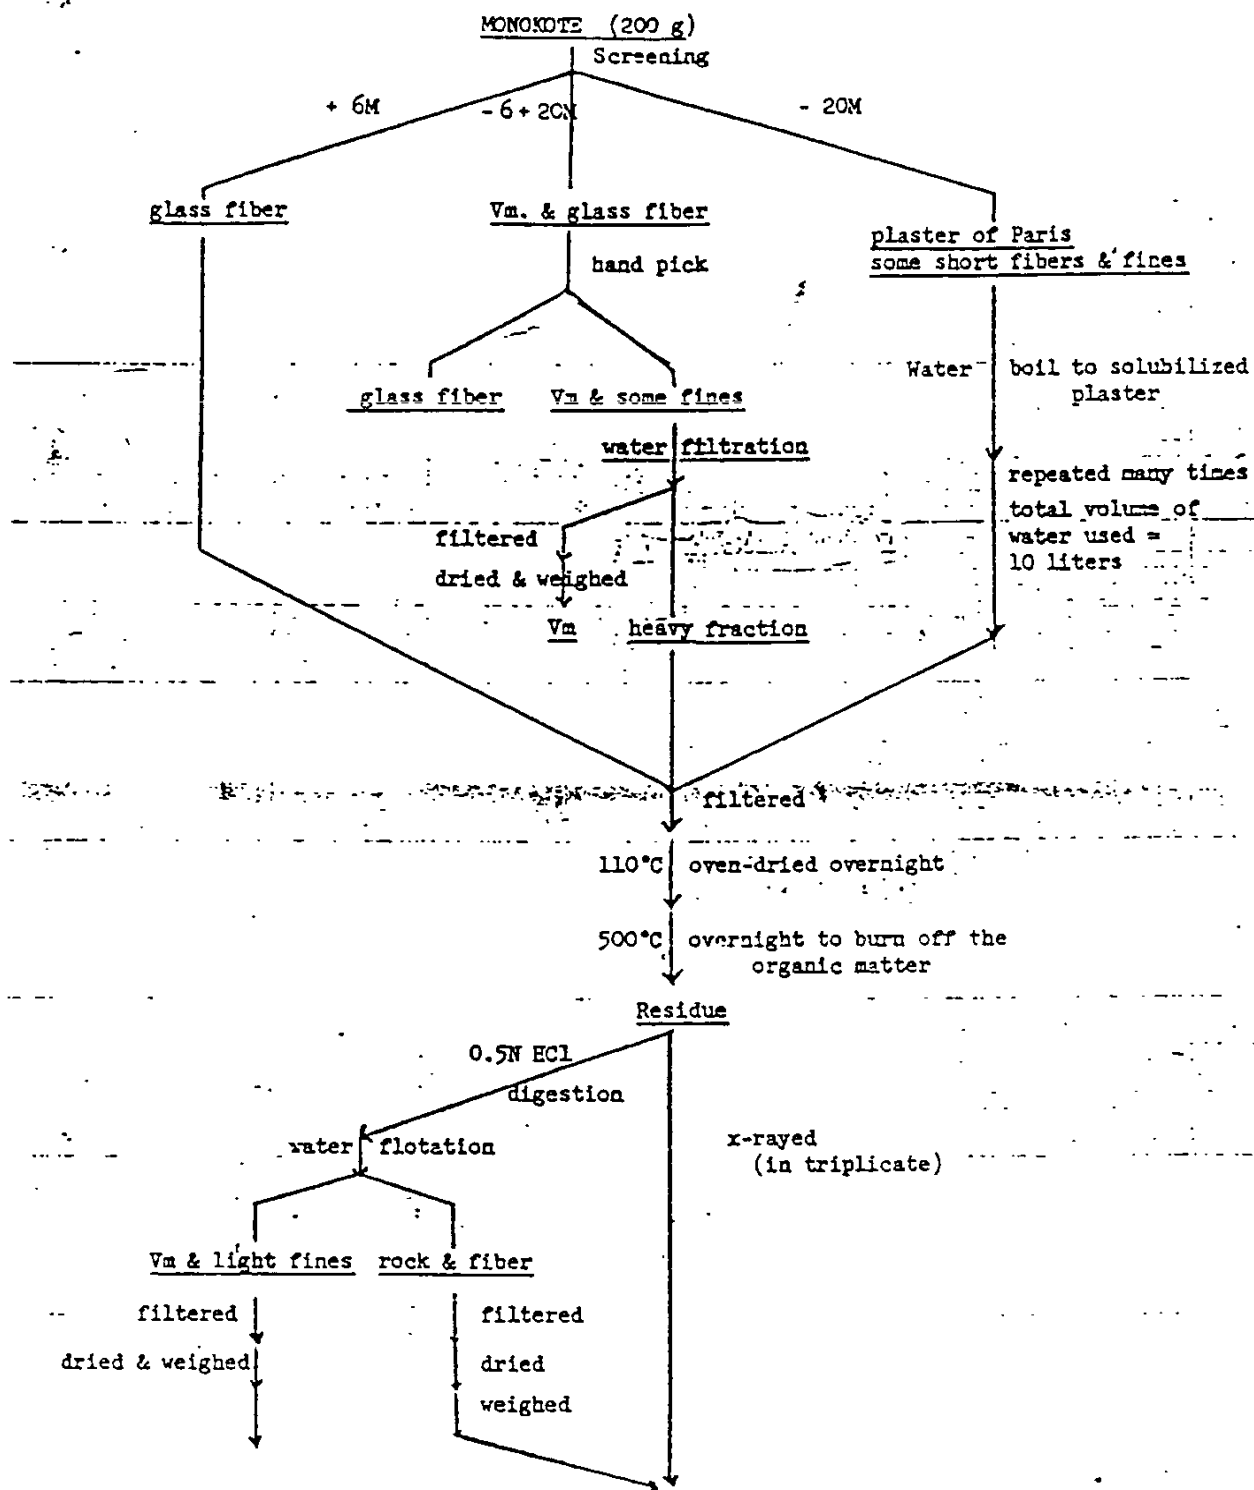 MONOKOTE (200 g)
Screening
+ 6M
- 6 + 20M
- 20M
glass fiber
Vm. & glass fiber
plaster of Paris
some short fibers & fines
hand pick
Water
boil to solubilized
plaster
glass fiber
Vm & some fines
water filtration
repeated many times
total volume of
water used =
10 liters
filtered
dried & weighed
Vm
heavy fraction
filtered
110°C oven-dried overnight
500°C overnight to burn off the
organic matter
Residue
0.5N HCl
digestion
water flotation
x-rayed
(in triplicate)
Vm & light fines
rock & fiber
filtered
filtered
dried & weighed
dried
weighed